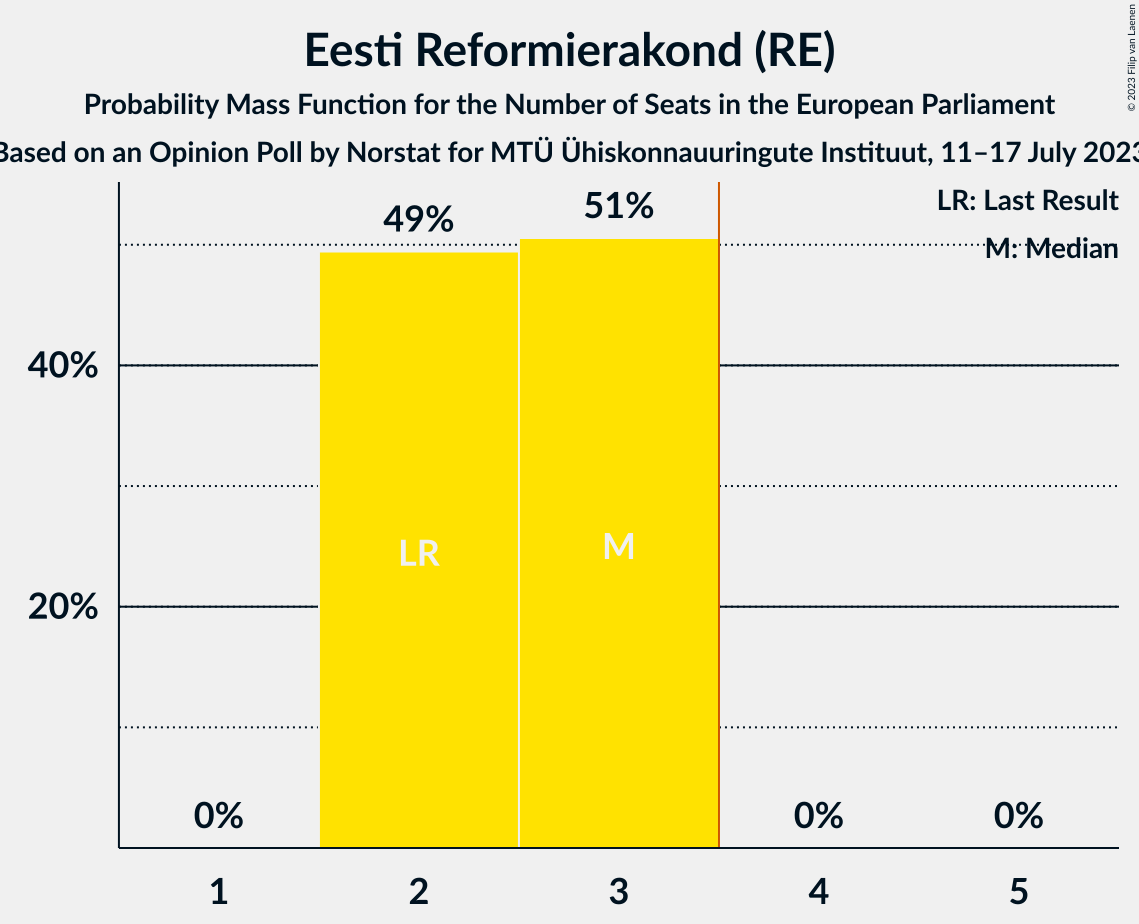 Eesti Reformierakond (RE)
Probability Mass Function for the Number of Seats in the European Parliament
Based on an Opinion Poll by Norstat for MTÜ Ühiskonnauuringute Instituut, 11–17 July 2023
© 2023 Filip van Laenen
LR: Last Result
M: Median
49%
51%
40%
20%
LR
M
0%
0%
0%
1
2
3
4
5